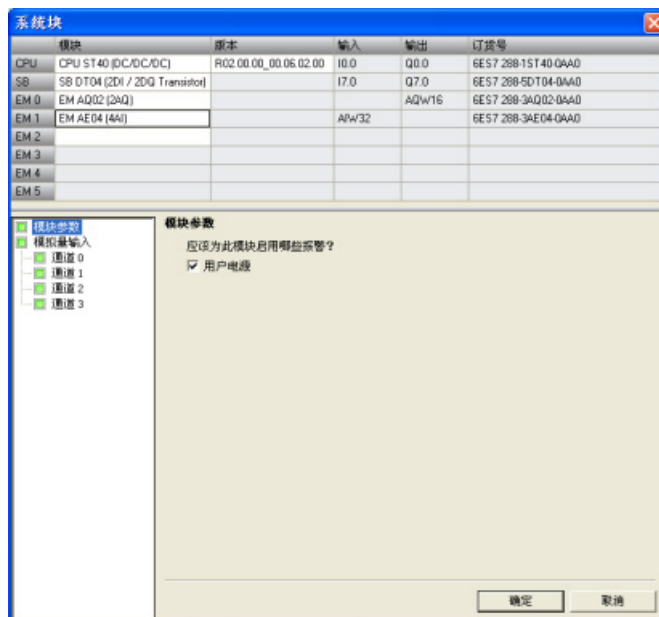 系统块
模块 版本 输入 输出 订货号
CPU CPU ST40 (DC/DC/DC) R02.00.00_00.06.02.00 I0.0 Q0.0 6ES7 288-1ST40-0AA0
SB SB DT04 (2DI / 2DQ Transistor) I7.0 Q7.0 6ES7 288-5DT04-0AA0
EM 0 EM AQ02 (2AQ) AQW16 6ES7 288-3AQ02-0AA0
EM 1 EM AE04 (4AI) AIW32 6ES7 288-3AE04-0AA0
EM 2
EM 3
EM 4
EM 5
模块参数
模拟量输入
通道 0
通道 1
通道 2
通道 3
模块参数
应该为此模块启用哪些报警？
用户电源
确定 取消